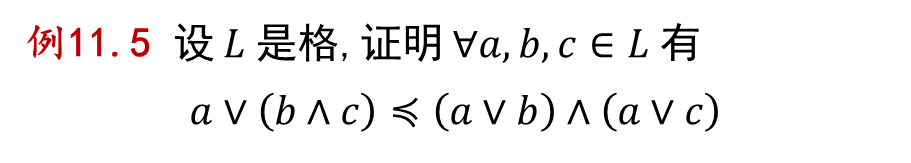 例11.5 设 L 是格, 证明 ∀a, b, c ∈ L 有
a ∨ (b ∧ c) ≼ (a ∨ b) ∧ (a ∨ c)